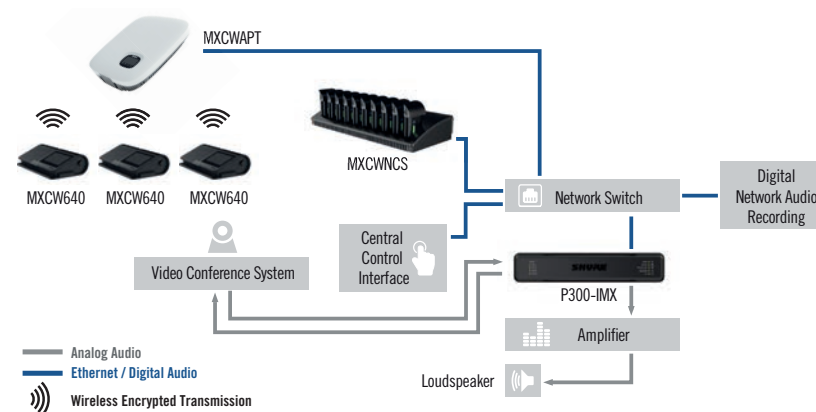 MXCWAPT
MXCWNCS
MXCW640
MXCW640
MXCW640
Network Switch
Digital
Network Audio
Recording
Central
Control
Interface
Video Conference System
SHURE
P300-IMX
Amplifier
Loudspeaker
Analog Audio
Ethernet / Digital Audio
Wireless Encrypted Transmission